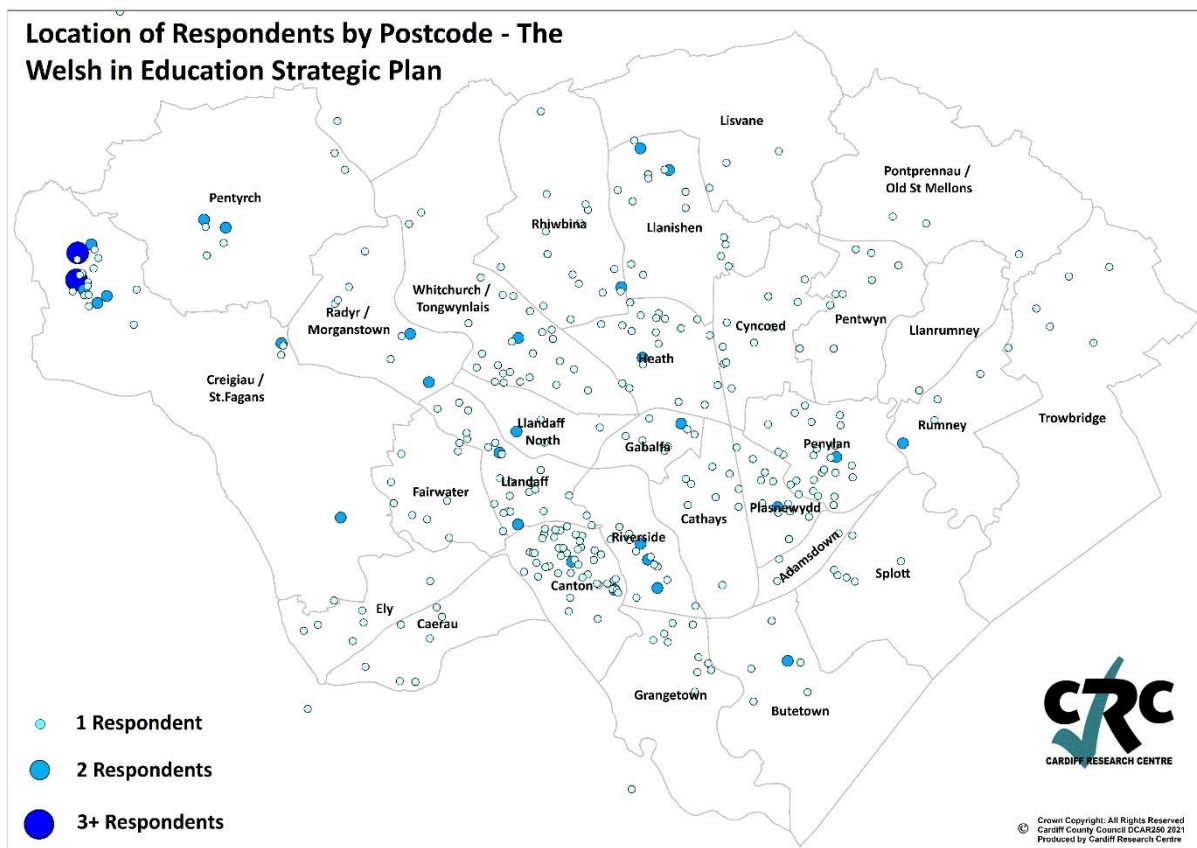 Location of Respondents by Postcode - The
Welsh in Education Strategic Plan
Lisvane
Pontprennau /
Old St Mellons
Pentyrch
Rhiwbina
Llanishen
Whitchurch /
Tongwynlais
Radyr /
Morganstown
Cyncoed
Pentwyn
Llanrumney
Heath
Creigiau /
St.Fagans
Llandaff
North
Gabalfa
Penylan
Rumney
Trowbridge
Fairwater
Llandaff
Cathays
Plasnewydd
Riverside
Adamsdown
Splott
Canton
Ely
Caerau
Grangetown
Butetown
1 Respondent
2 Respondents
3+ Respondents
CRC
CARDIFF RESEARCH CENTRE
© Crown Copyright: All Rights Reserved
Cardiff County Council DCAR250 2021
Produced by Cardiff Research Centre